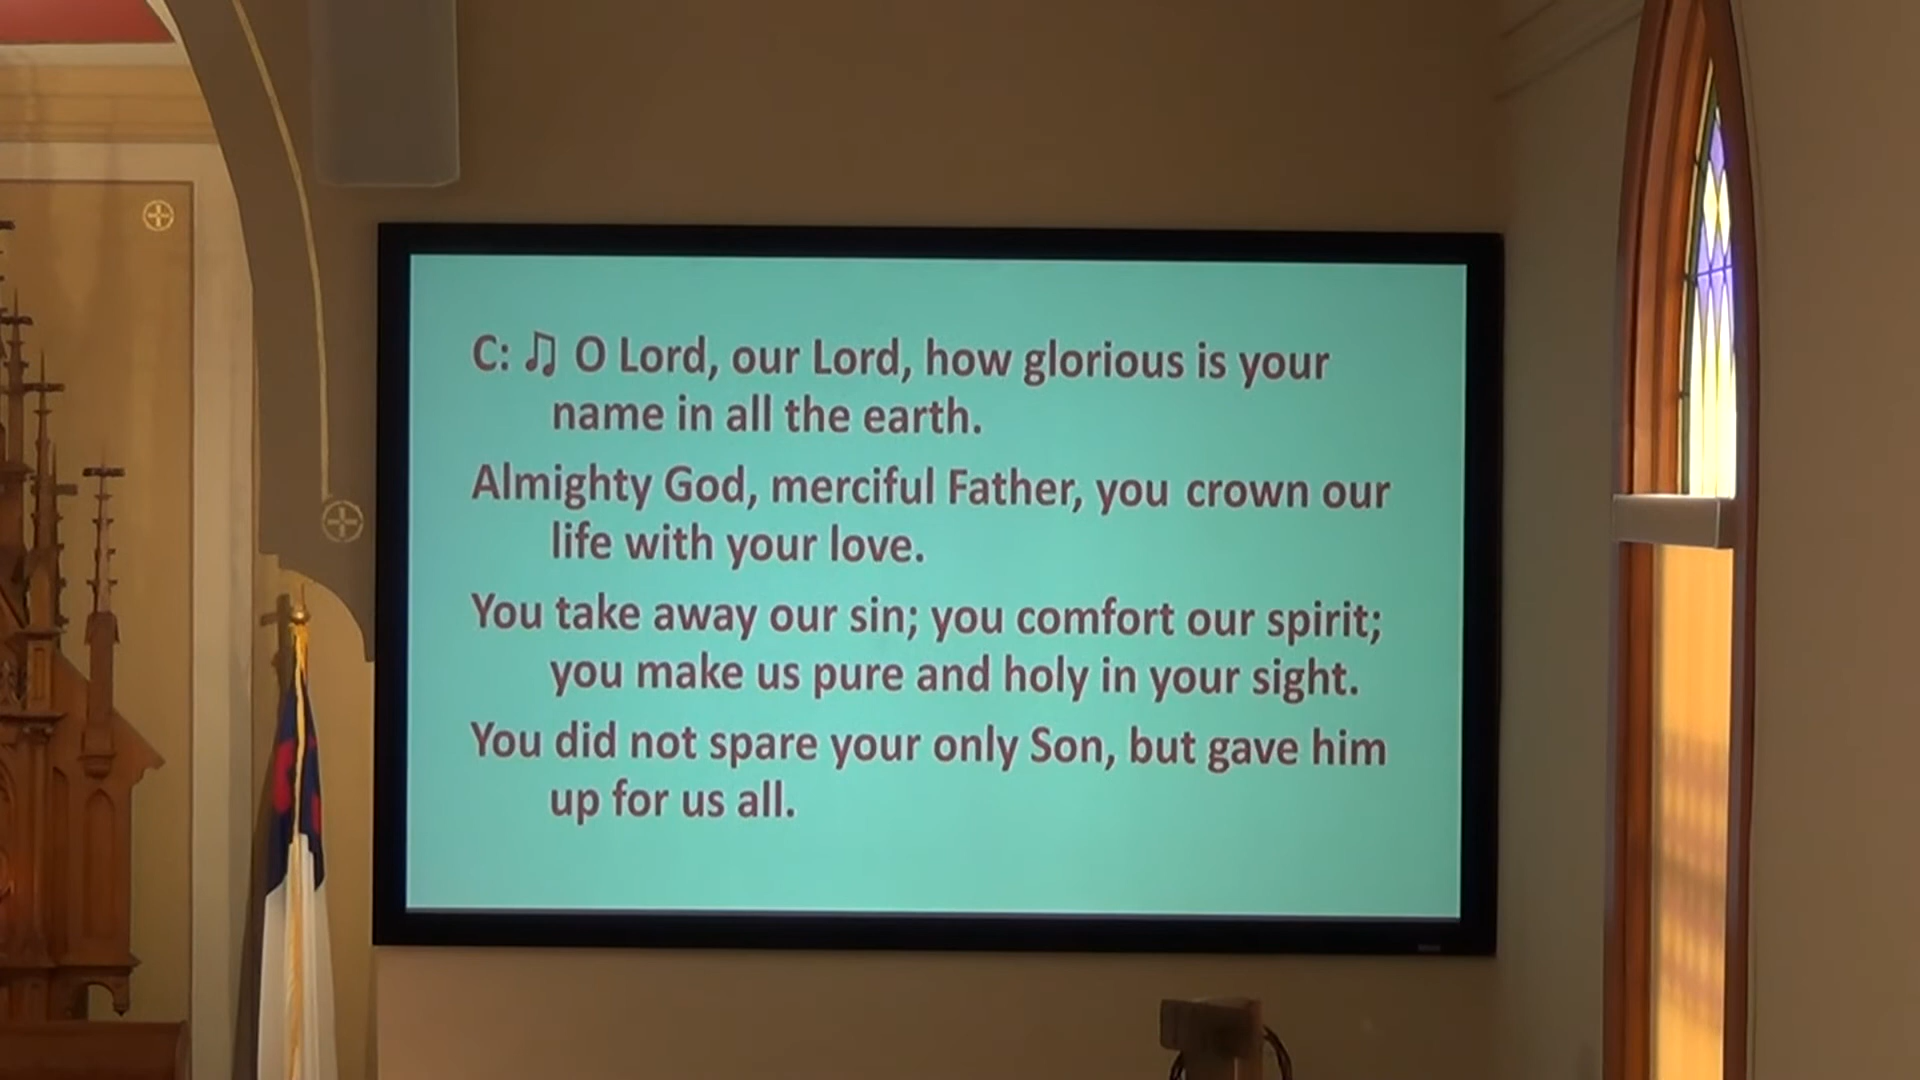 C: ♫ O Lord, our Lord, how glorious is your
name in all the earth.
Almighty God, merciful Father, you crown our
life with your love.
You take away our sin; you comfort our spirit;
you make us pure and holy in your sight.
You did not spare your only Son, but gave him
up for us all.